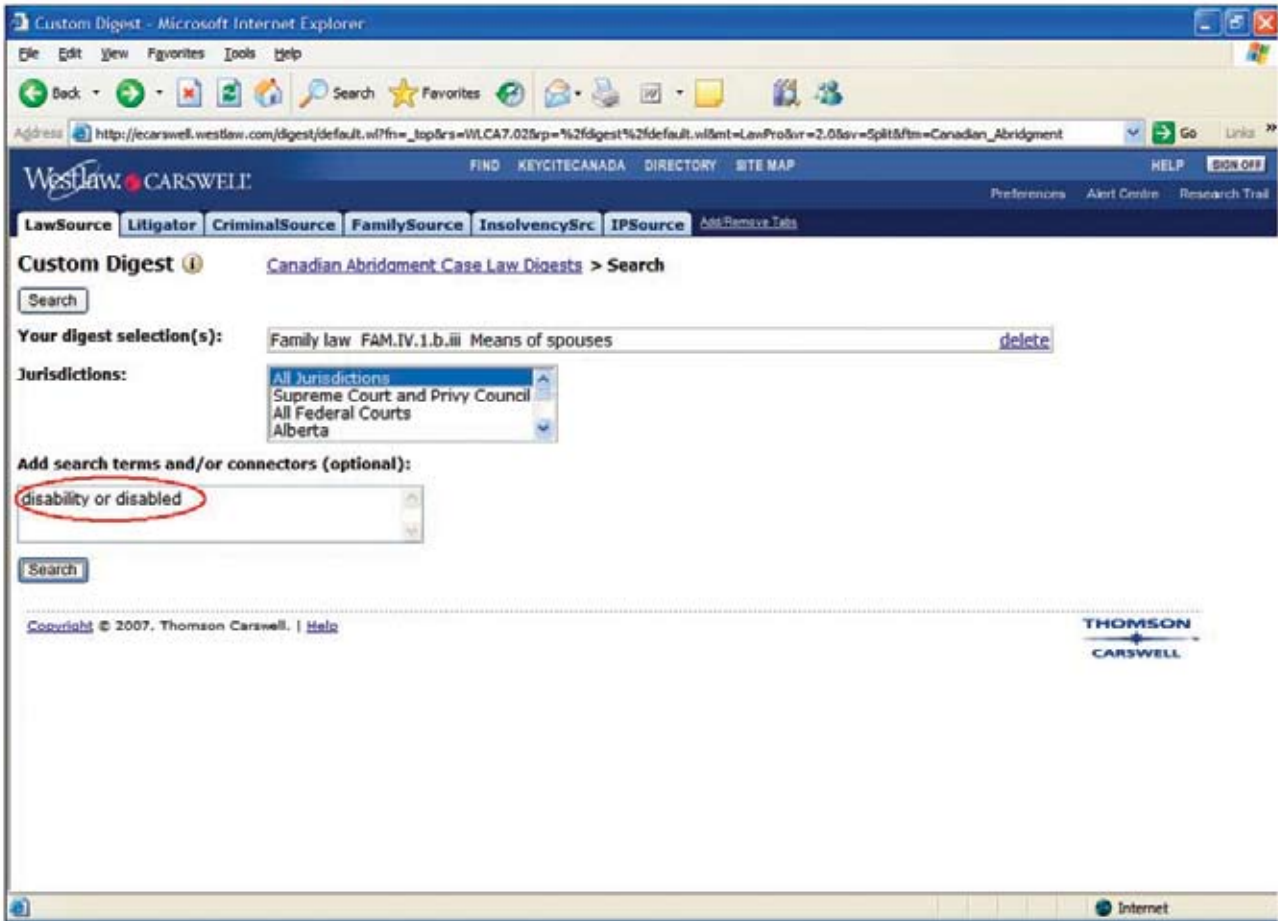 Custom Digest - Microsoft Internet Explorer
File Edit View Favorites Tools Help
Back Search Favorites
Address http://ecarswell.westlaw.com/digest/default.wl?fn=_top&rs=WLCA7.02&rp=%2fdigest%2fdefault.wl&mt=LawPro&vr=2.0&sv=Split&ftm=Canadian_Abridgment Go Links »
Westlaw. CARSWELL
FIND KEYCITECANADA DIRECTORY SITE MAP HELP SIGN OFF
Preferences Alert Centre Research Trail
LawSource Litigator CriminalSource FamilySource InsolvencySrc IPSource Add/Remove Tabs
Custom Digest Canadian Abridgment Case Law Digests > Search
Search
Your digest selection(s): Family law FAM.IV.1.b.iii Means of spouses delete
Jurisdictions: All Jurisdictions
Supreme Court and Privy Council
All Federal Courts
Alberta
Add search terms and/or connectors (optional):
disability or disabled
Search
Copyright © 2007. Thomson Carswell. | Help
THOMSON
CARSWELL
Internet